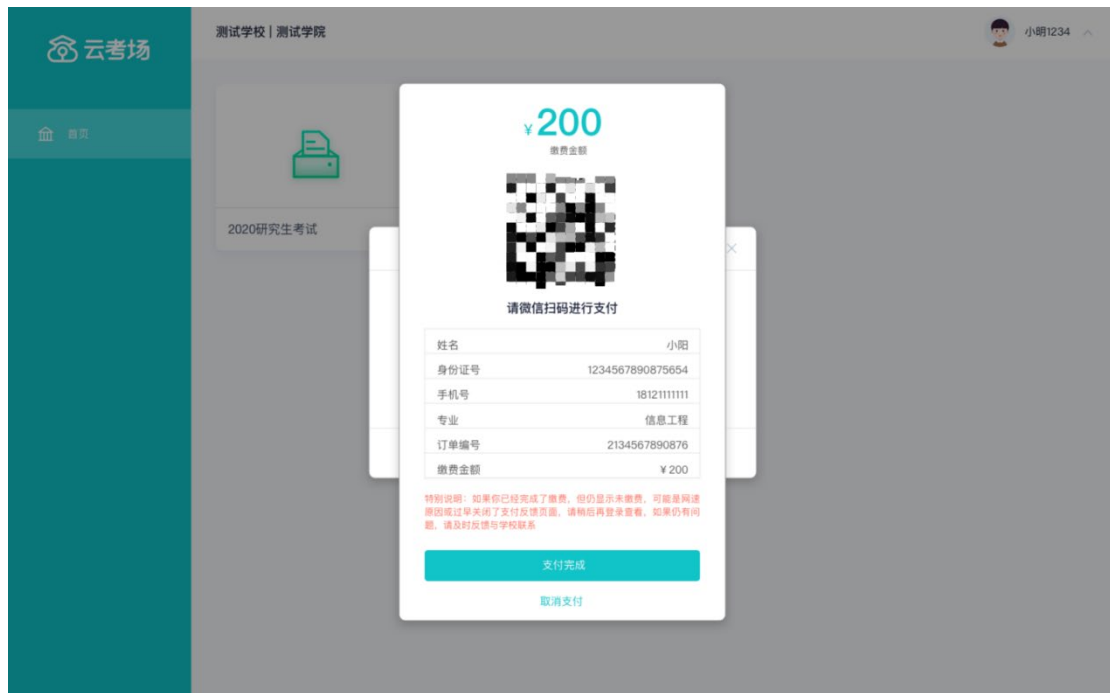 云考场
测试学校 | 测试学院
小明1234
首页
2020研究生考试
¥ 200
缴费金额
请微信扫码进行支付
姓名 小阳
身份证号 1234567890875654
手机号 18121111111
专业 信息工程
订单编号 2134567890876
缴费金额 ¥ 200
特别说明：如果你已经完成了缴费，但仍显示未缴费，可能是网速
原因或过早关闭了支付反馈页面，请稍后再登录查看，如果仍有问
题，请及时反馈与学校联系
支付完成
取消支付